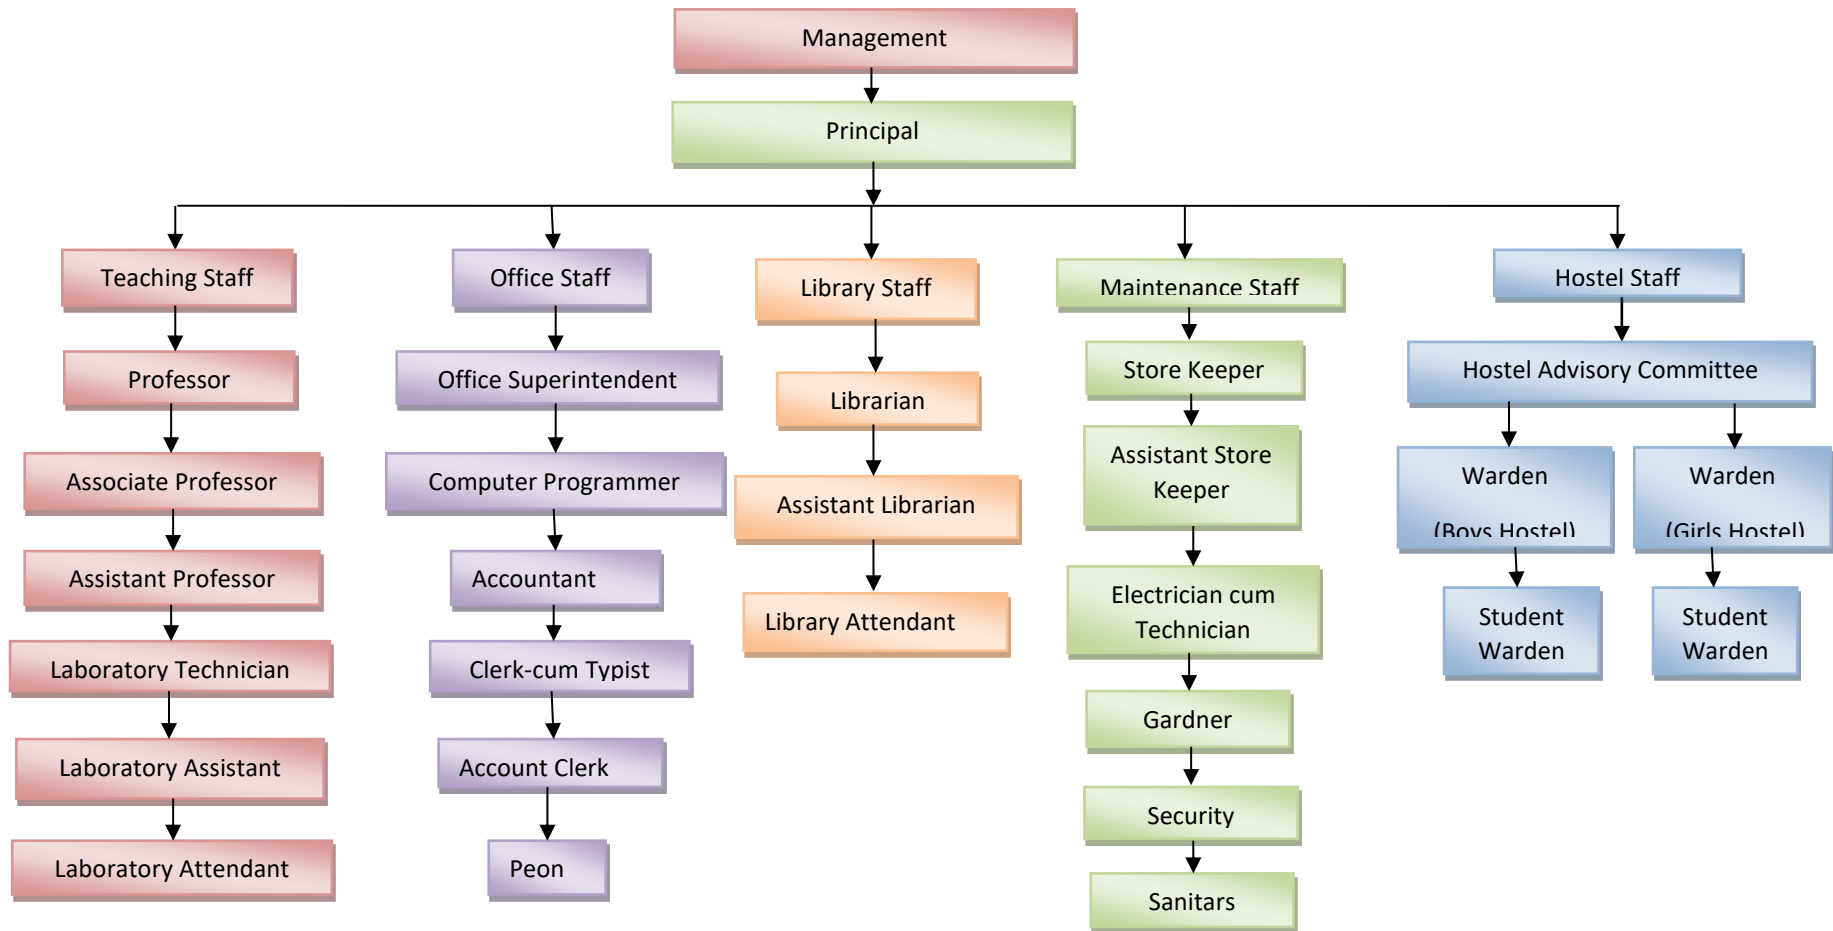 Management
Principal
Teaching Staff
Professor
Associate Professor
Assistant Professor
Laboratory Technician
Laboratory Assistant
Laboratory Attendant
Office Staff
Office Superintendent
Computer Programmer
Accountant
Clerk-cum Typist
Account Clerk
Peon
Library Staff
Librarian
Assistant Librarian
Library Attendant
Maintenance Staff
Store Keeper
Assistant Store
Keeper
Electrician cum
Technician
Gardner
Security
Sanitars
Hostel Staff
Hostel Advisory Committee
Warden
(Boys Hostel)
Student
Warden
Warden
(Girls Hostel)
Student
Warden